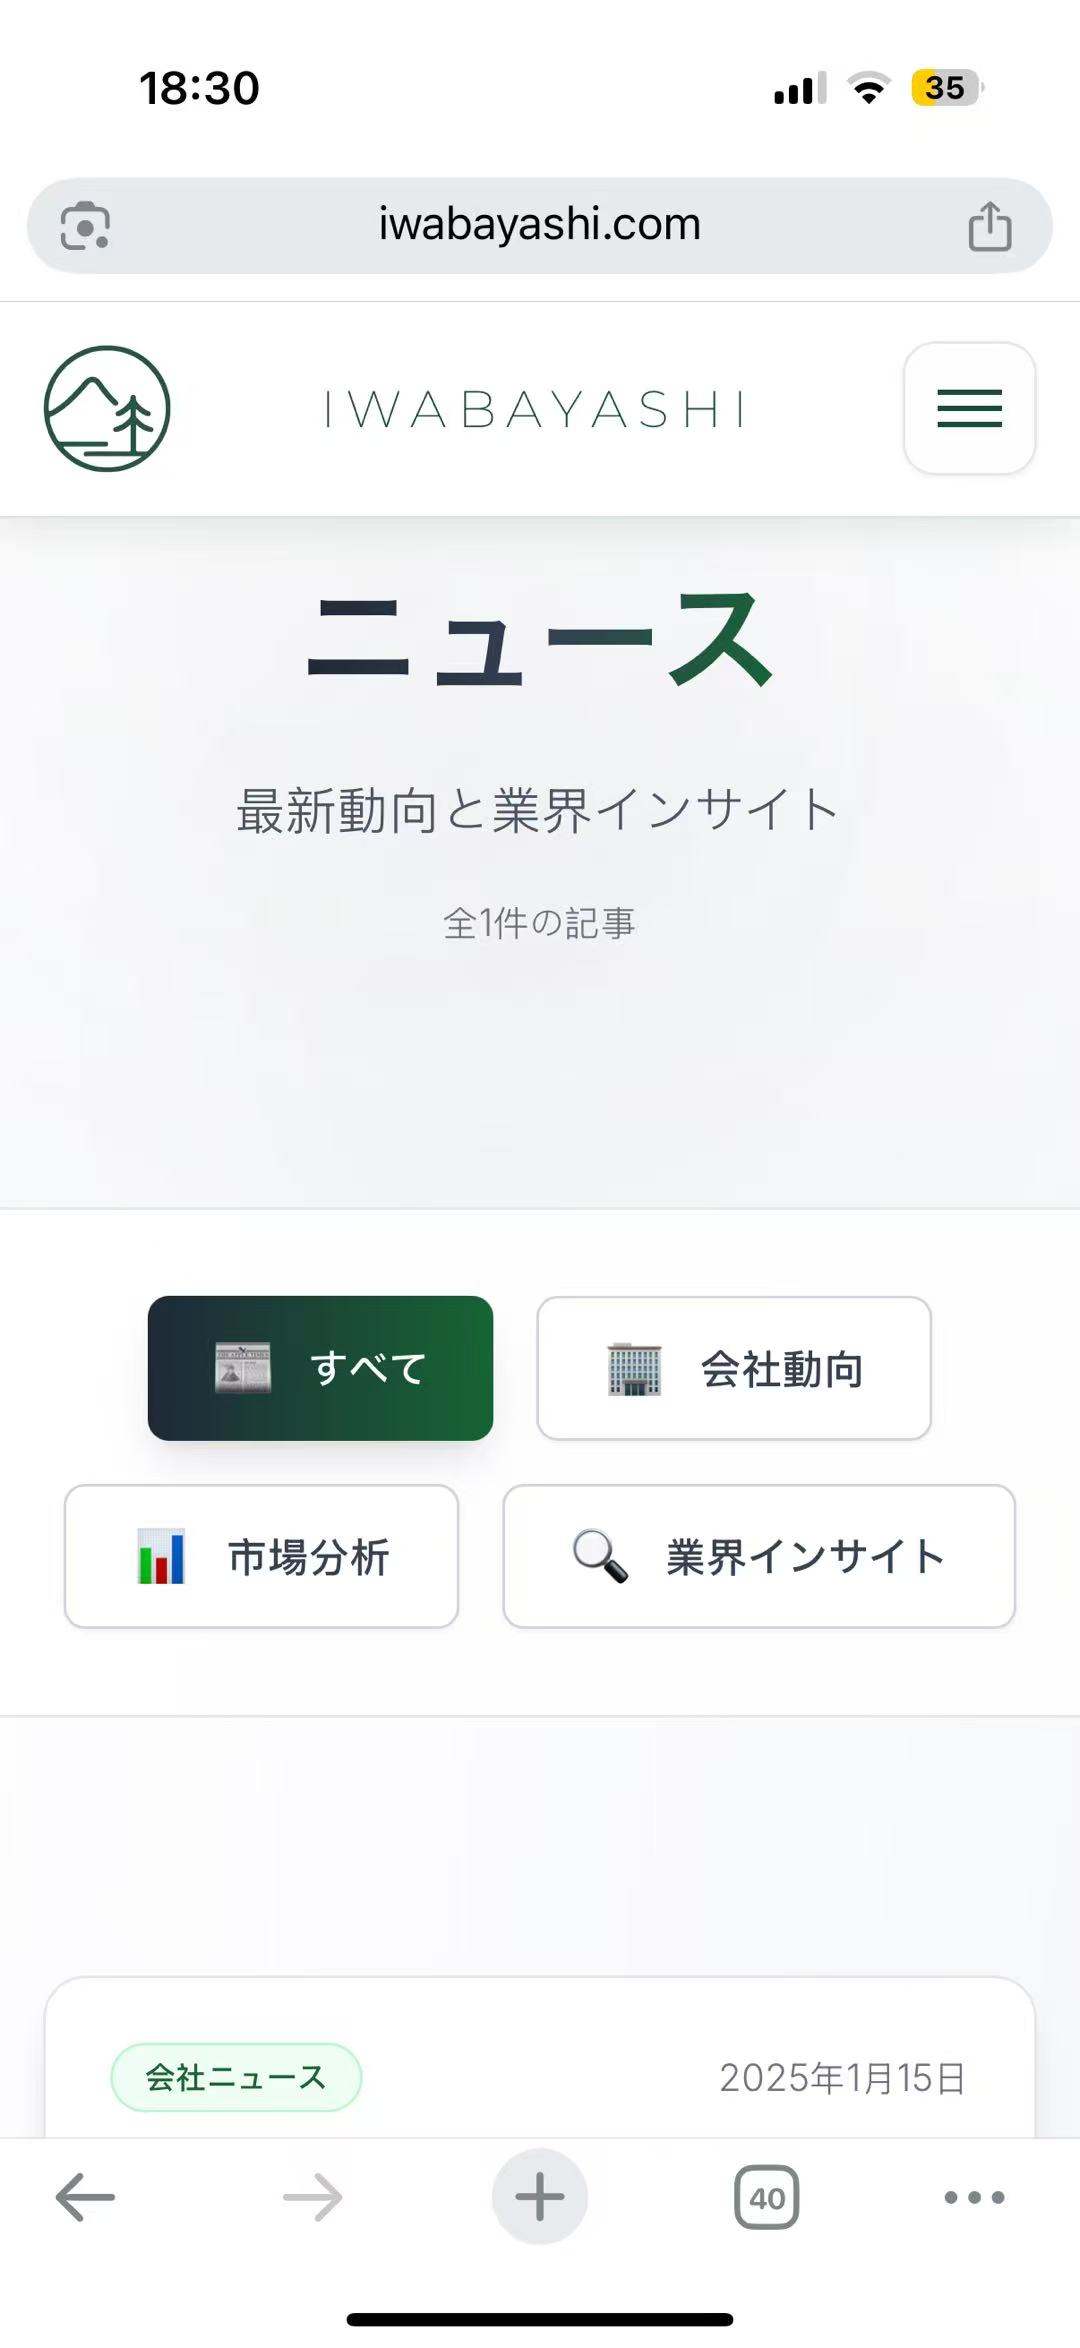 18:30
35
iwabayashi.com
IWABAYASHI
ニュース
最新動向と業界インサイト
全1件の記事
すべて
会社動向
市場分析
業界インサイト
会社ニュース
2025年1月15日
40